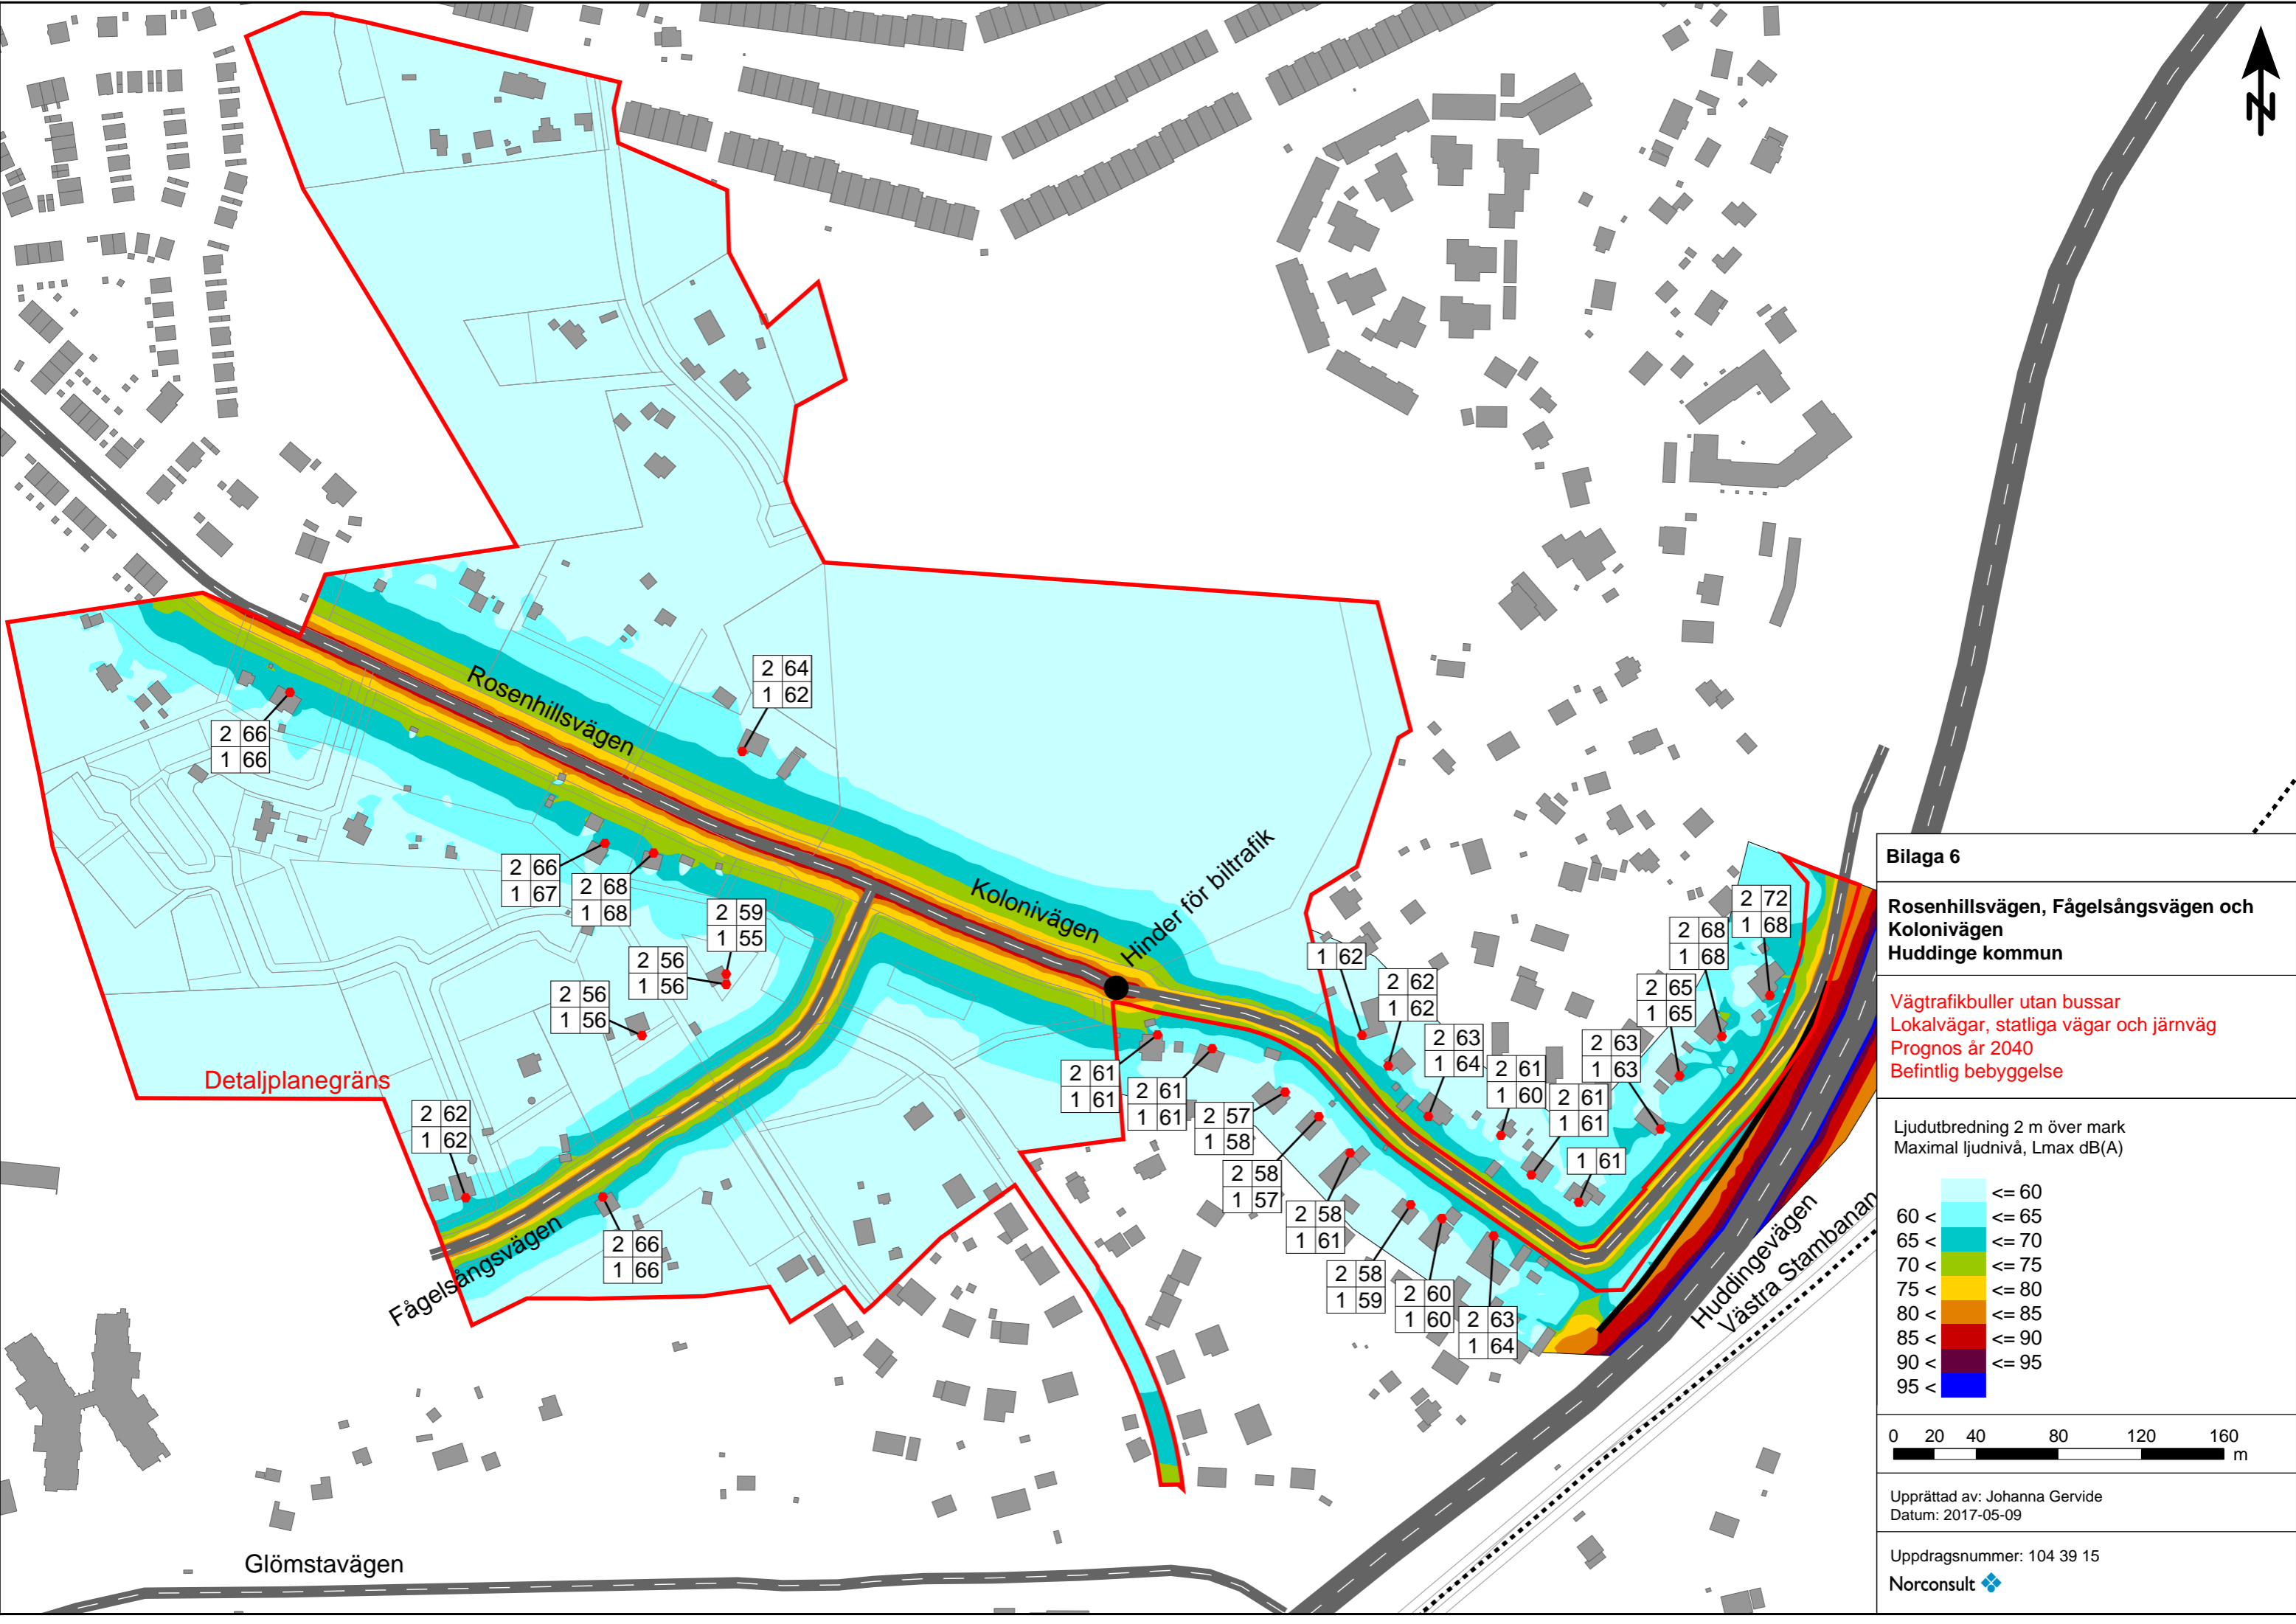 N
Rosenhillsvägen
2 64
1 62
2 66
1 66
2 66
1 67
2 68
1 68
2 59
1 55
2 56
1 56
2 56
1 56
Kolonivägen
Hinder för biltrafik
Detaljplanegräns
2 62
1 62
2 66
1 66
Fågelsångsvägen
1 62
2 62
1 62
2 63
1 64
2 61
1 60
2 61
1 61
2 63
1 63
2 65
1 65
2 68
1 68
2 72
1 68
1 61
2 61
1 61
2 61
1 61
2 57
1 58
2 58
1 57
2 58
1 61
2 58
1 59
2 60
1 60
2 63
1 64
Huddingevägen
Västra Stambanan
Glömstavägen
Bilaga 6
Rosenhillsvägen, Fågelsångsvägen och
Kolonivägen
Huddinge kommun
Vägtrafikbuller utan bussar
Lokalvägar, statliga vägar och järnväg
Prognos år 2040
Befintlig bebyggelse
Ljudutbredning 2 m över mark
Maximal ljudnivå, Lmax dB(A)
<= 60
60 < <= 65
65 < <= 70
70 < <= 75
75 < <= 80
80 < <= 85
85 < <= 90
90 < <= 95
95 <
0 20 40 80 120 160
m
Upprättad av: Johanna Gervide
Datum: 2017-05-09
Uppdragsnummer: 104 39 15
Norconsult